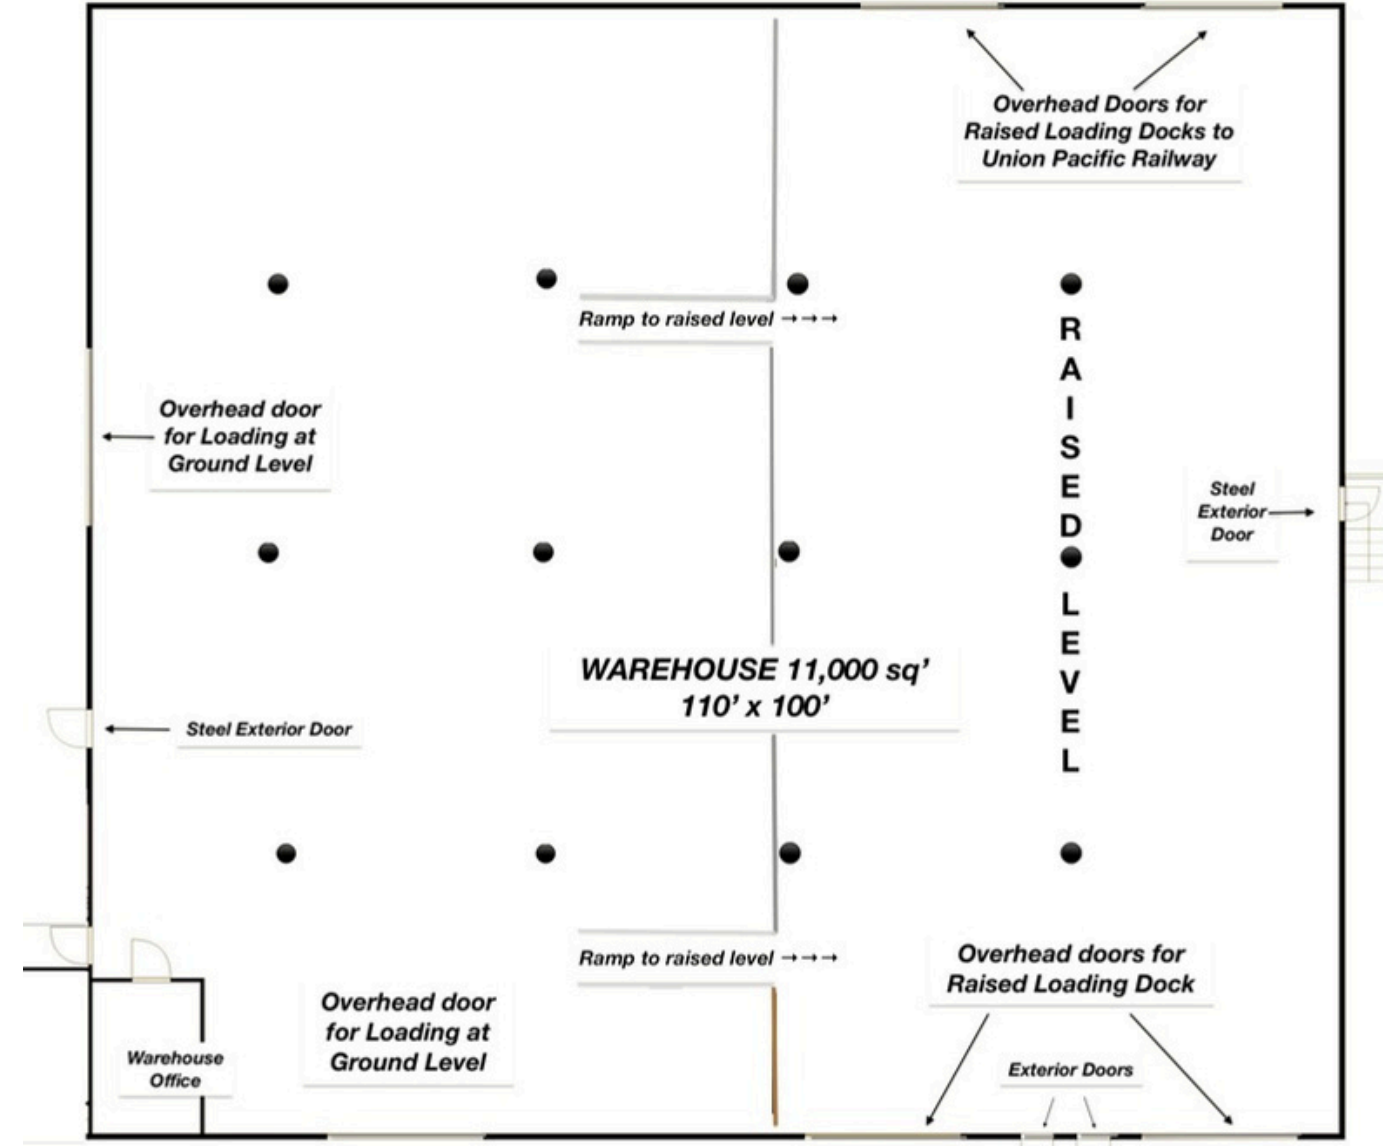 Overhead Doors for
Raised Loading Docks to
Union Pacific Railway
Ramp to raised level →→→
RAISED LEVEL
Overhead door
for Loading at
Ground Level
Steel
Exterior
Door
WAREHOUSE 11,000 sq’
110’ x 100’
Steel Exterior Door
Ramp to raised level →→→
Overhead doors for
Raised Loading Dock
Overhead door
for Loading at
Ground Level
Warehouse
Office
Exterior Doors